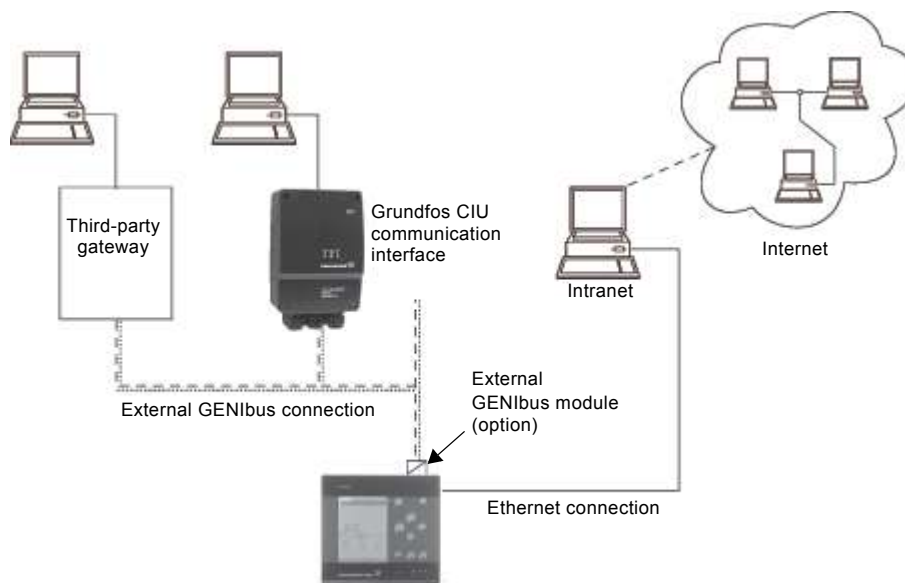 Third-party
gateway
Grundfos CIU
communication
interface
Internet
Intranet
External
GENIbus module
(option)
External GENIbus connection
Ethernet connection